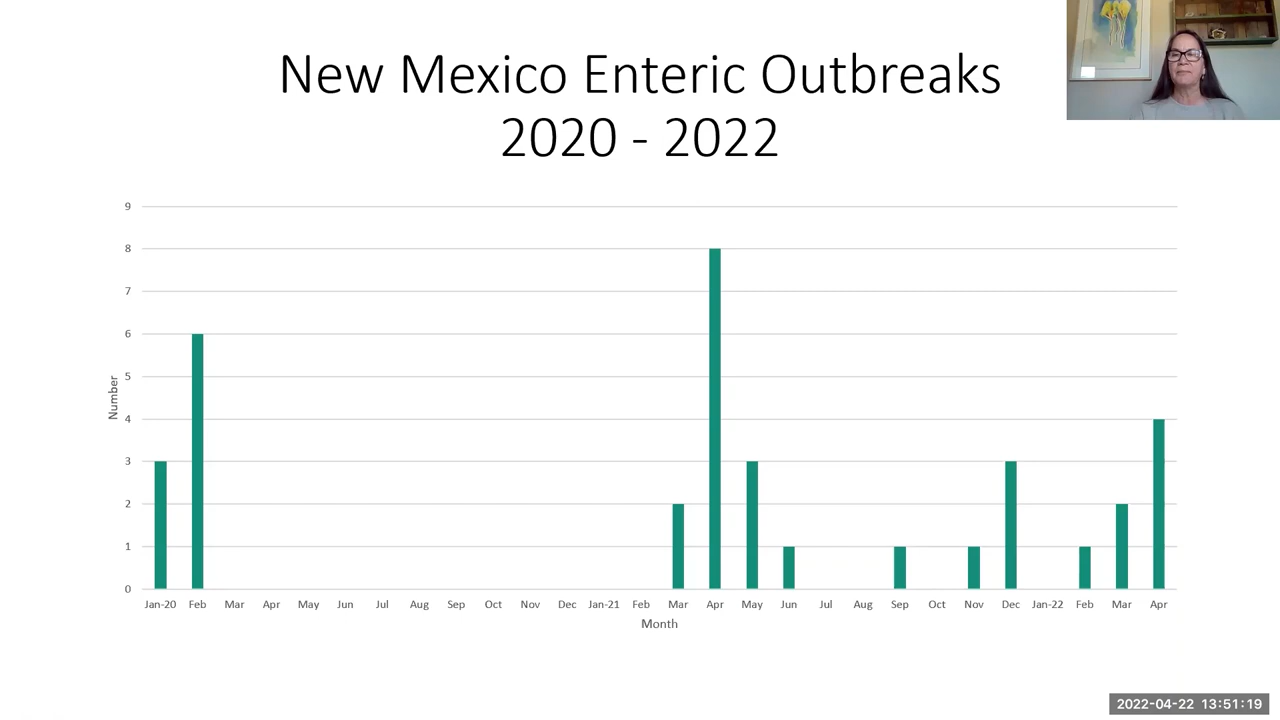 New Mexico Enteric Outbreaks
2020 - 2022
9
8
7
6
5
4
3
2
1
0
Number
Jan-20 Feb Mar Apr May Jun Jul Aug Sep Oct Nov Dec Jan-21 Feb Mar Apr May Jun Jul Aug Sep Oct Nov Dec Jan-22 Feb Mar Apr
Month
2022-04-22 13:51:19